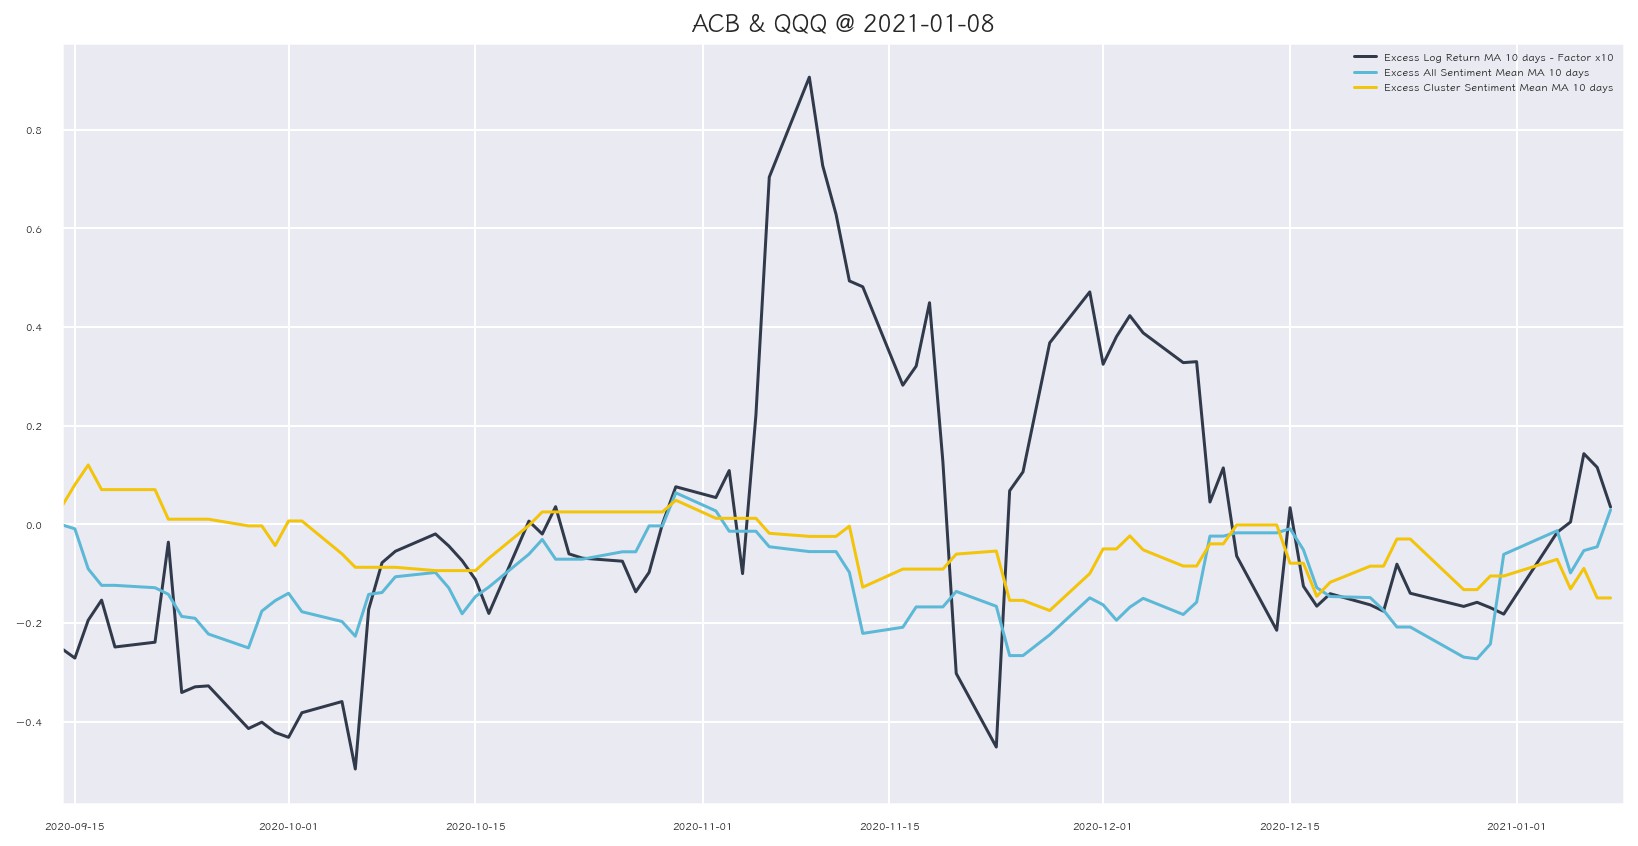 ACB & QQQ @ 2021-01-08
Excess Log Return MA 10 days - Factor x10
Excess All Sentiment Mean MA 10 days
Excess Cluster Sentiment Mean MA 10 days
0.8
0.6
0.4
0.2
0.0
−0.2
−0.4
2020-09-15 2020-10-01 2020-10-15 2020-11-01 2020-11-15 2020-12-01 2020-12-15 2021-01-01